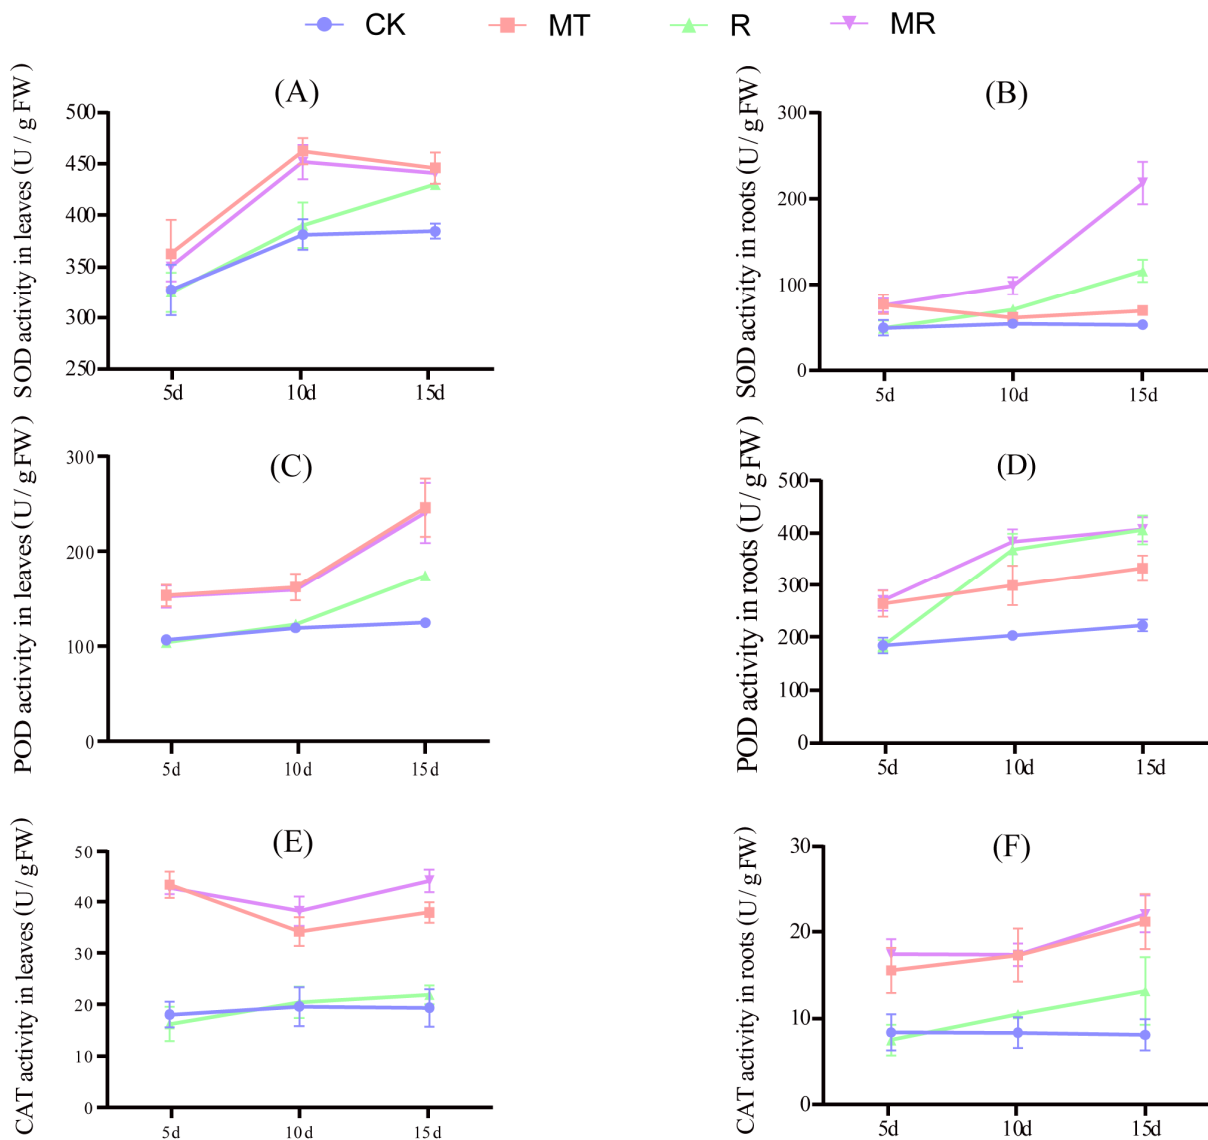 CK MT R MR
(A)
SOD activity in leaves (U / g FW)
500
450
400
350
300
250
5d 10d 15d
(B)
SOD activity in roots (U / g FW)
300
200
100
0
5d 10d 15d
(C)
POD activity in leaves (U / g FW)
300
200
100
0
5d 10d 15d
(D)
POD activity in roots (U / g FW)
500
400
300
200
100
0
5d 10d 15d
(E)
CAT activity in leaves (U / g FW)
50
40
30
20
10
0
5d 10d 15d
(F)
CAT activity in roots (U / g FW)
30
20
10
0
5d 10d 15d